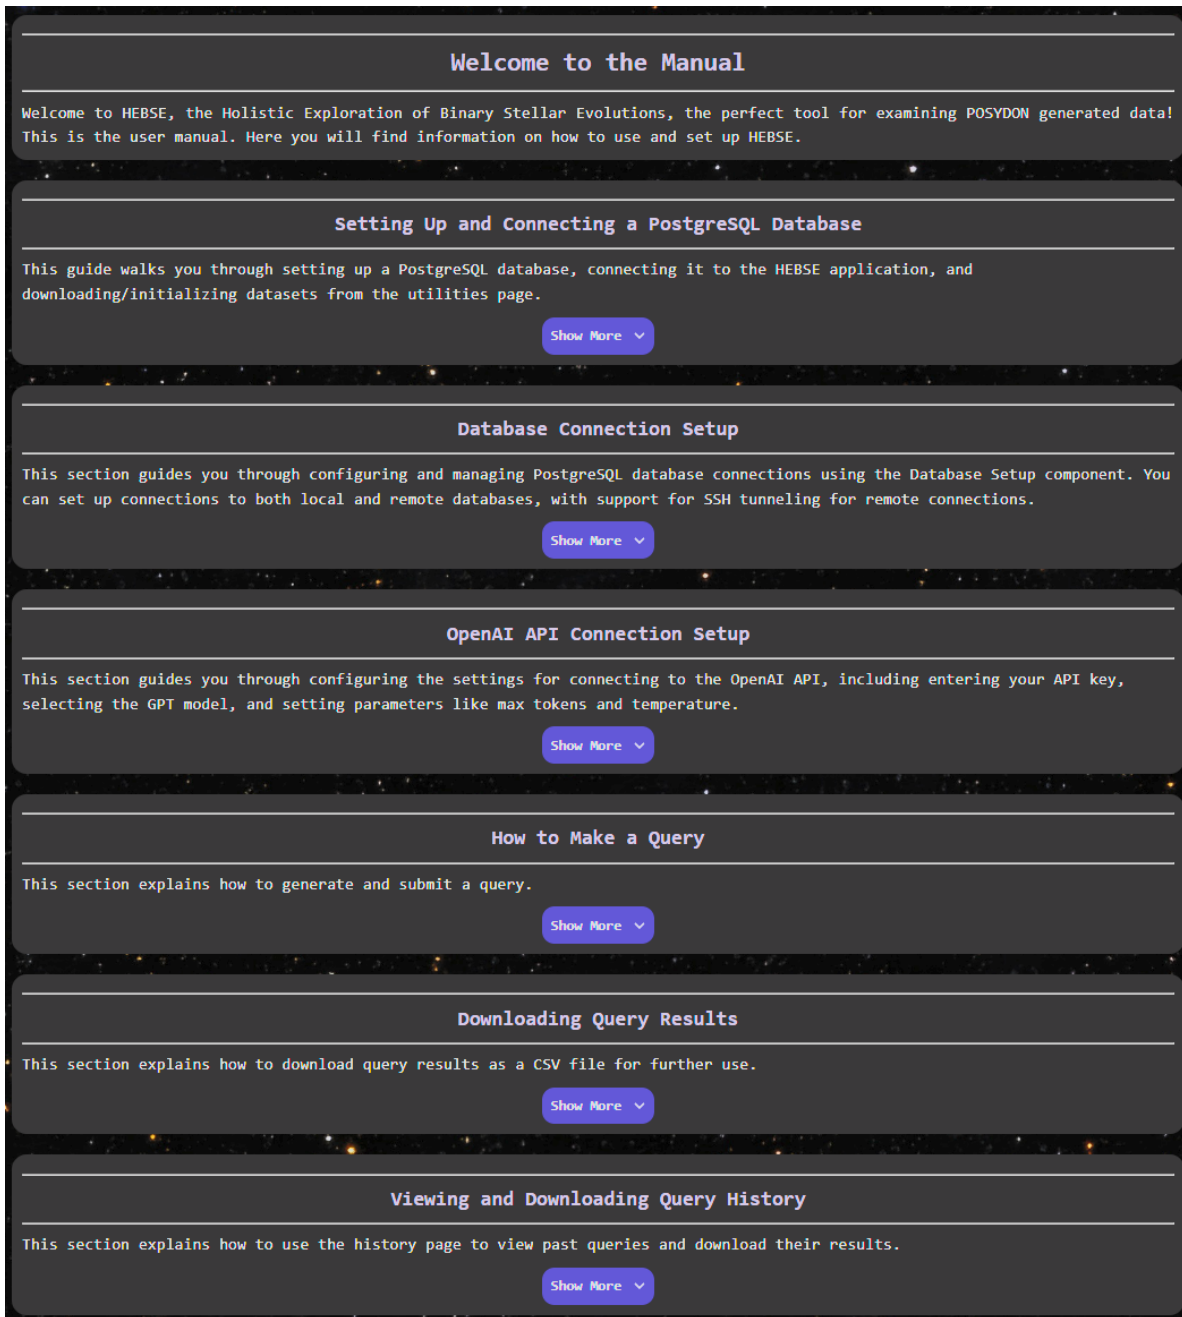 Welcome to the Manual
Welcome to HEBSE, the Holistic Exploration of Binary Stellar Evolutions, the perfect tool for examining POSYDON generated data!
This is the user manual. Here you will find information on how to use and set up HEBSE.
Setting Up and Connecting a PostgreSQL Database
This guide walks you through setting up a PostgreSQL database, connecting it to the HEBSE application, and
downloading/initializing datasets from the utilities page.
Show More
Database Connection Setup
This section guides you through configuring and managing PostgreSQL database connections using the Database Setup component. You
can set up connections to both local and remote databases, with support for SSH tunneling for remote connections.
Show More
OpenAI API Connection Setup
This section guides you through configuring the settings for connecting to the OpenAI API, including entering your API key,
selecting the GPT model, and setting parameters like max tokens and temperature.
Show More
How to Make a Query
This section explains how to generate and submit a query.
Show More
Downloading Query Results
This section explains how to download query results as a CSV file for further use.
Show More
Viewing and Downloading Query History
This section explains how to use the history page to view past queries and download their results.
Show More